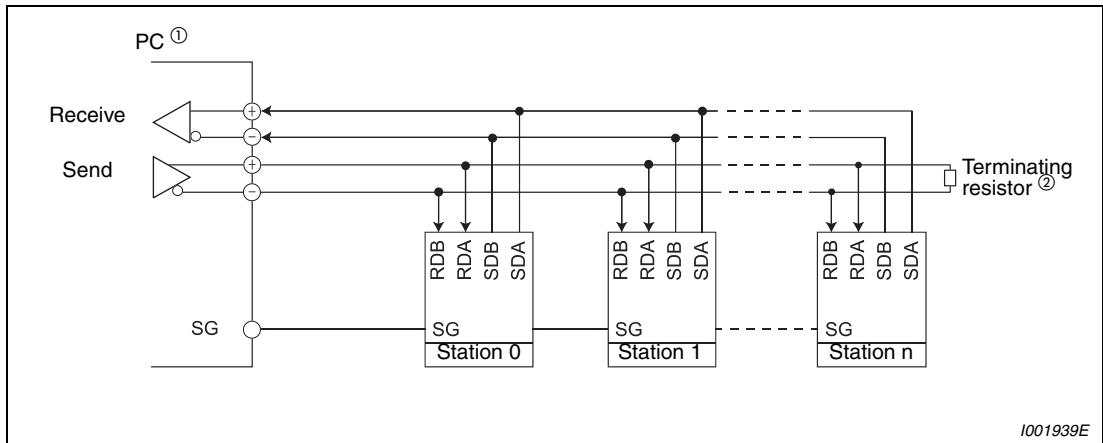 PC ①
Receive
Send
+
−
+
−
Terminating
resistor ②
RDB RDA SDB SDA
RDB RDA SDB SDA
RDB RDA SDB SDA
SG
SG
SG
SG
Station 0
Station 1
Station n
I001939E